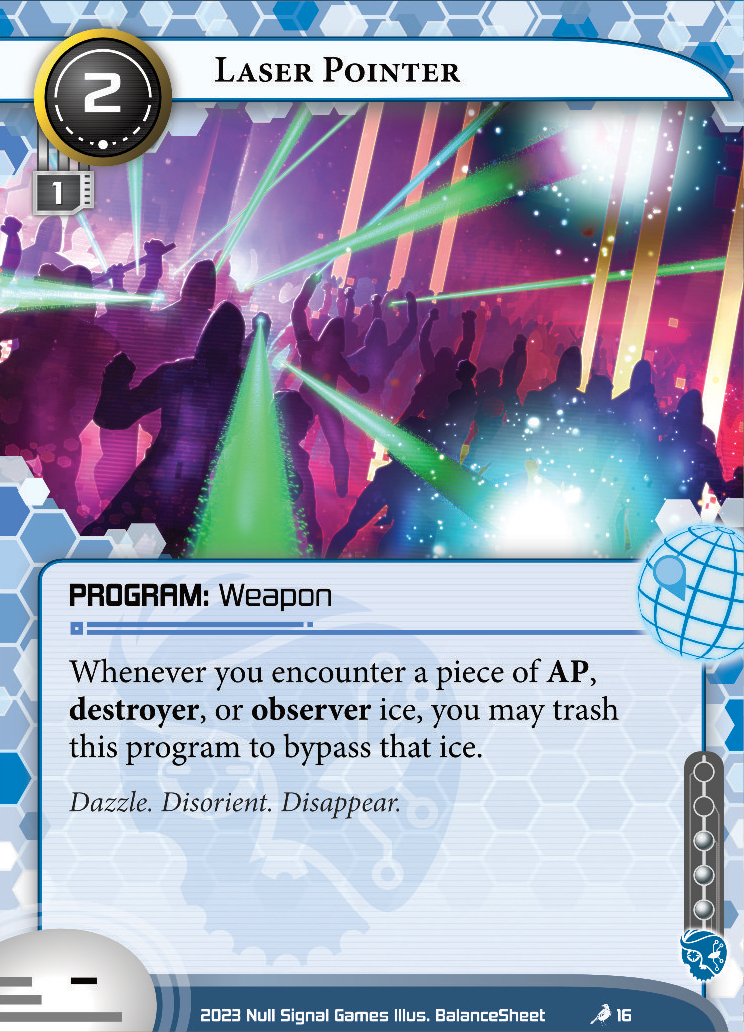 LASER POINTER
2
1
PROGRAM: Weapon
Whenever you encounter a piece of AP,
destroyer, or observer ice, you may trash
this program to bypass that ice.
Dazzle. Disorient. Disappear.
-
2023 Null Signal Games Illus. BalanceSheet 16